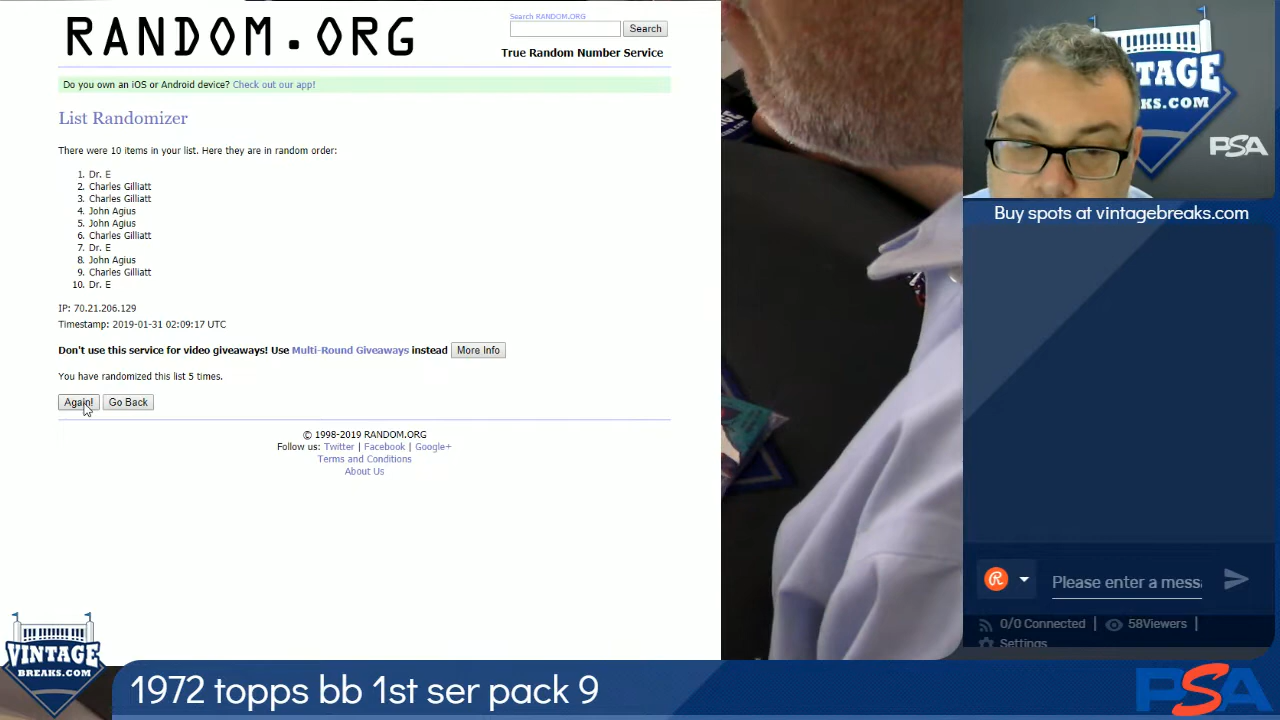 RANDOM.ORG
Search RANDOM.ORG
Search
True Random Number Service
Do you own an iOS or Android device? Check out our app!
List Randomizer
There were 10 items in your list. Here they are in random order:
1. Dr. E
2. Charles Gilliatt
3. Charles Gilliatt
4. John Agius
5. John Agius
6. Charles Gilliatt
7. Dr. E
8. John Agius
9. Charles Gilliatt
10. Dr. E
IP: 70.21.206.129
Timestamp: 2019-01-31 02:09:17 UTC
Don't use this service for video giveaways! Use Multi-Round Giveaways instead More Info
You have randomized this list 5 times.
Again! Go Back
© 1998-2019 RANDOM.ORG
Follow us: Twitter | Facebook | Google+
Terms and Conditions
About Us
PSA
Buy spots at vintagebreaks.com
Please enter a messa
0/0 Connected | 58Viewers |
Settings
VINTAGE
BREAKS.COM
1972 topps bb 1st ser pack 9
PSA